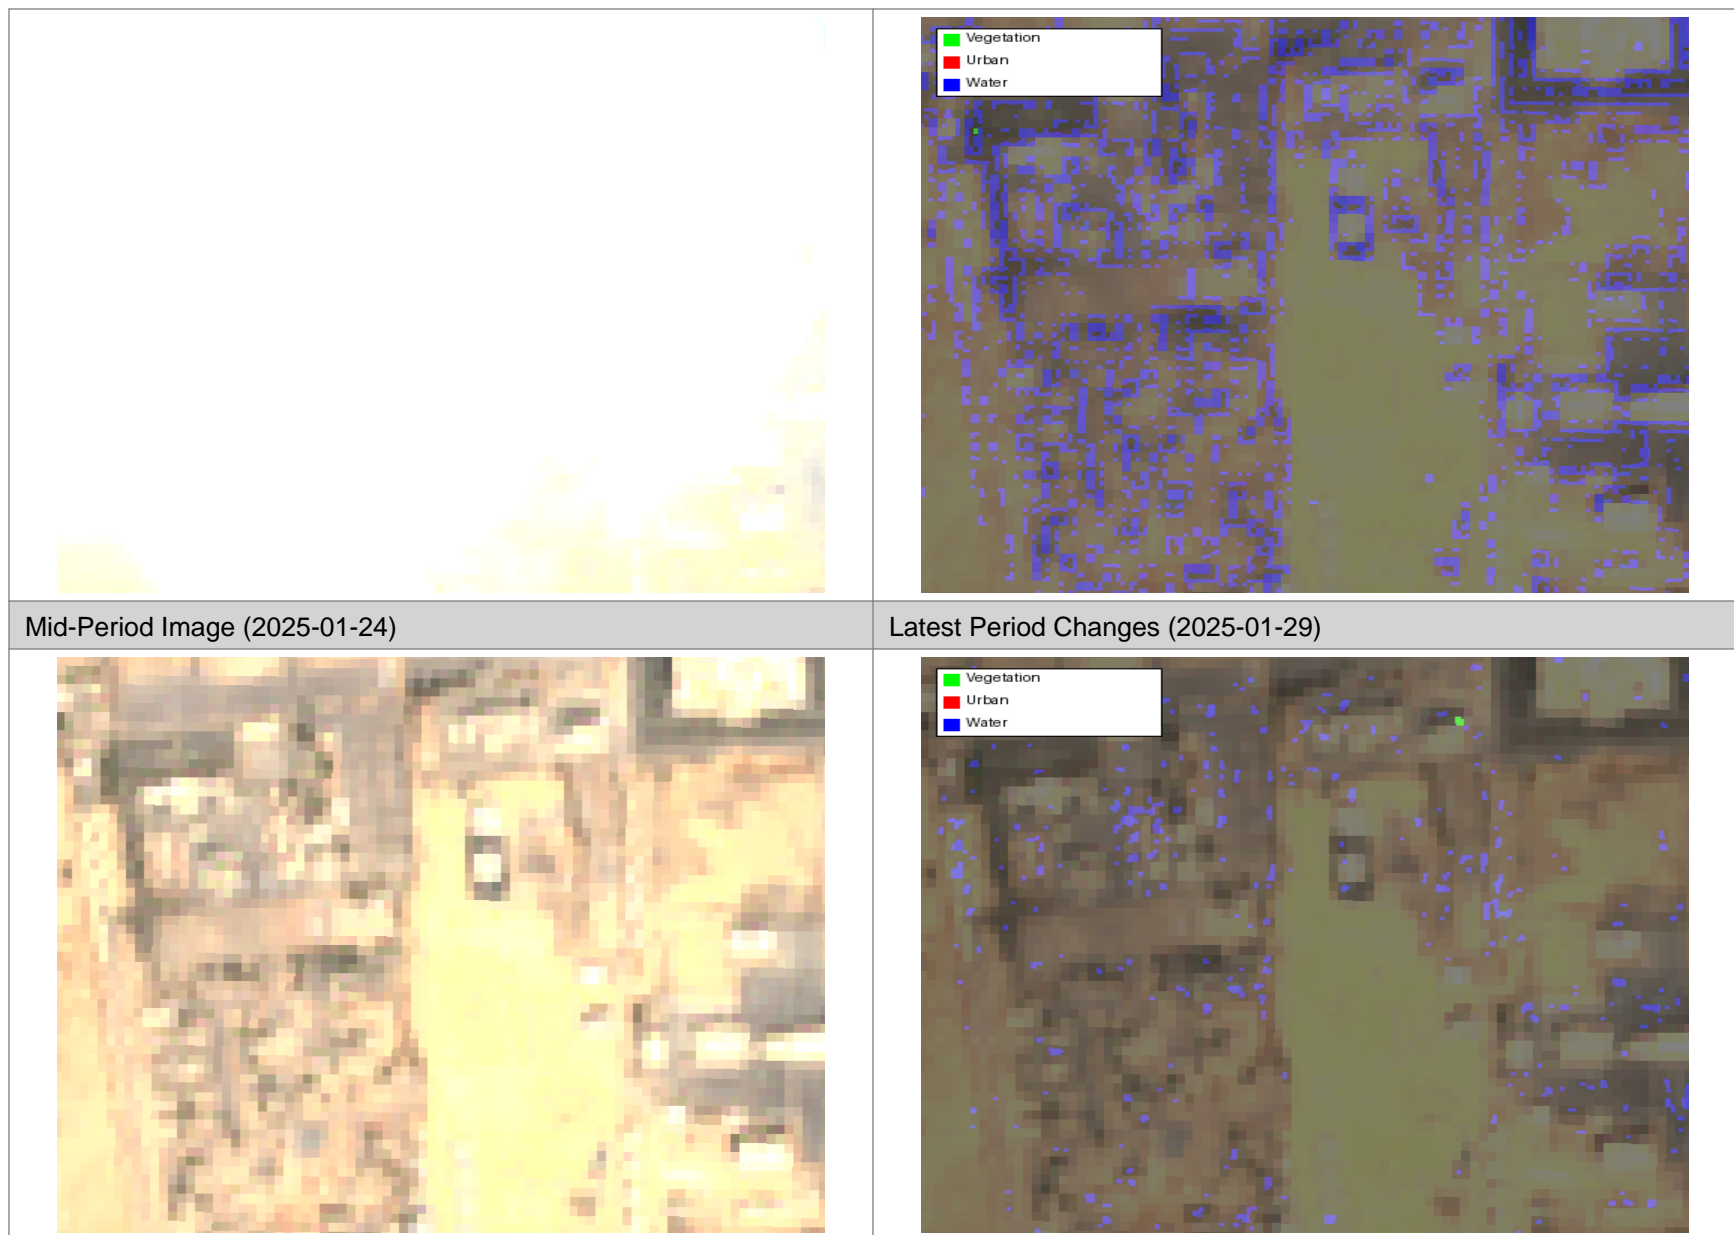 Vegetation
Urban
Water
Mid-Period Image (2025-01-24)
Latest Period Changes (2025-01-29)
Vegetation
Urban
Water